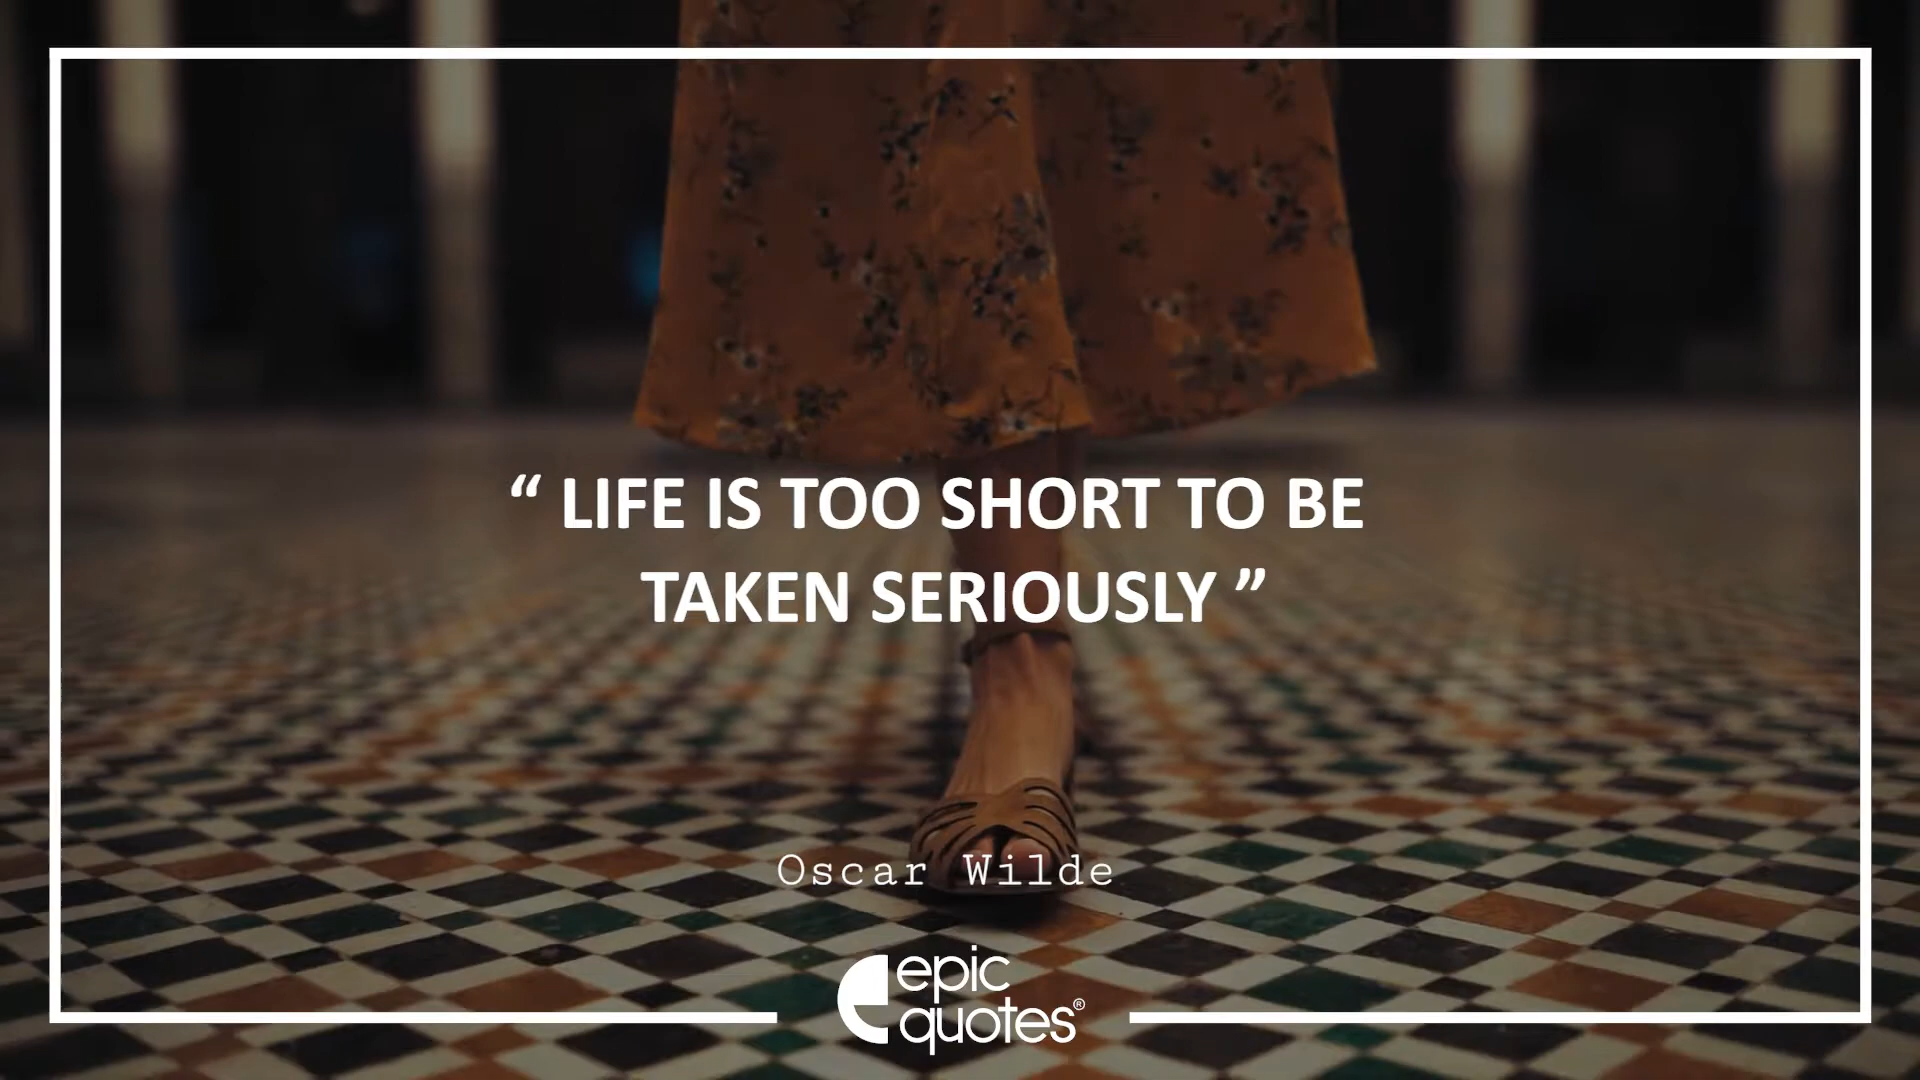 “ LIFE IS TOO SHORT TO BE
TAKEN SERIOUSLY ”
Oscar Wilde
epic
quotes®